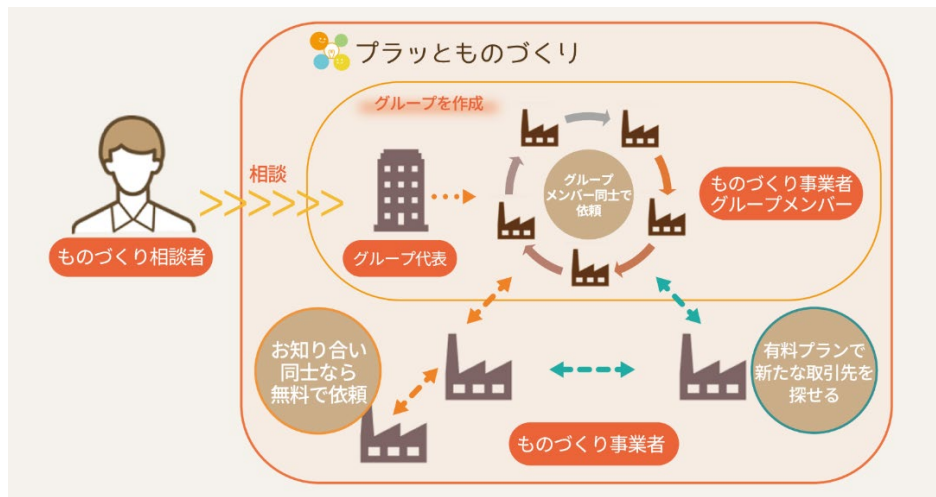 プラッとものづくり
グループを作成
相談
グループ
メンバー同士で
依頼
ものづくり事業者
グループメンバー
ものづくり相談者
グループ代表
お知り合い
同士なら
無料で依頼
有料プランで
新たな取引先を
探せる
ものづくり事業者